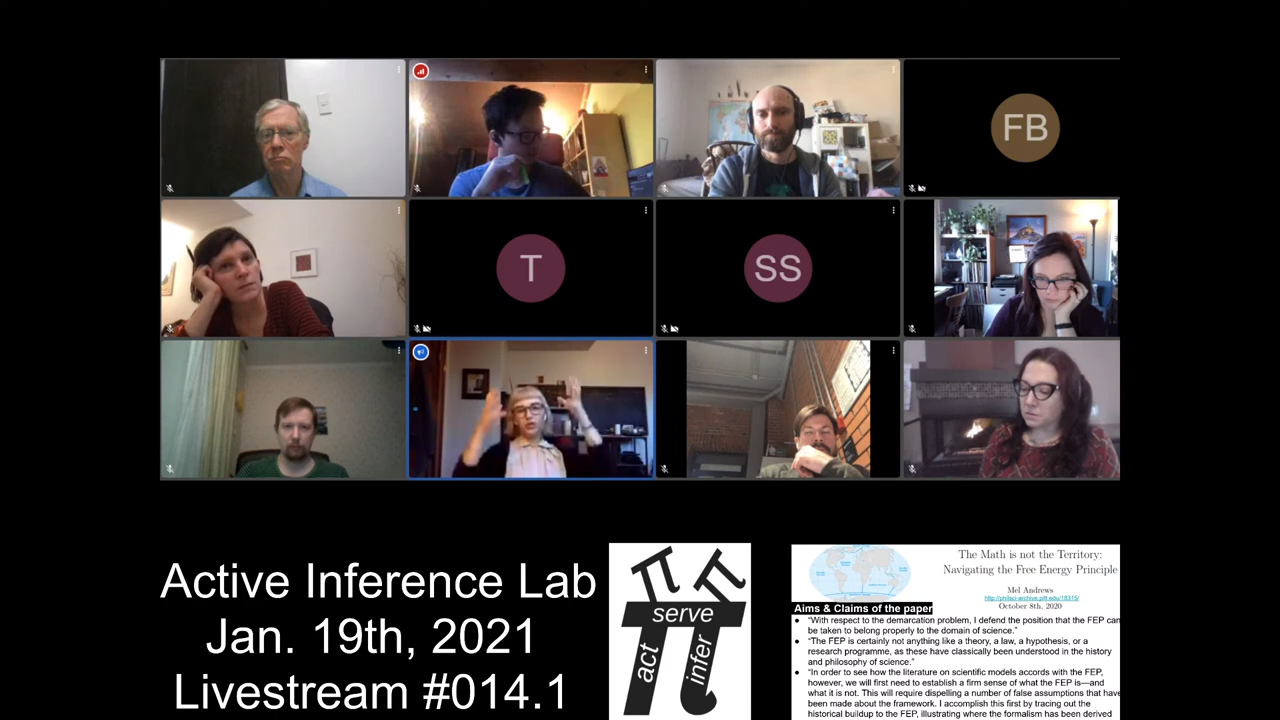 FB
T
SS
Active Inference Lab
Jan. 19th, 2021
Livestream #014.1
serve
act
infer
The Math is not the Territory:
Navigating the Free Energy Principle
Mel Andrews
http://philsci-archive.pitt.edu/18315/
October 8th, 2020
Aims & Claims of the paper
● "With respect to the demarcation problem, I defend the position that the FEP can
be taken to belong properly to the domain of science."
● "The FEP is certainly not anything like a theory, a law, a hypothesis, or a
research programme, as these have classically been understood in the history
and philosophy of science."
● "In order to see how the literature on scientific models accords with the FEP,
however, we will first need to establish a firm sense of what the FEP is—and
what it is not. This will require dispelling a number of false assumptions that have
been made about the framework. I accomplish this first by tracing out the
historical buildup to the FEP, illustrating where the formalism has been derived